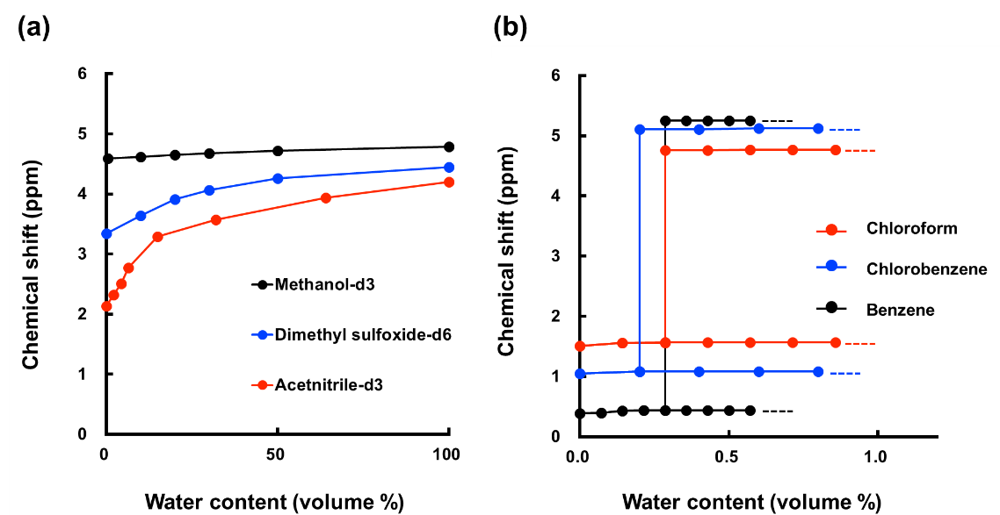 (a)
6
5
4
3
2
1
0
0
50
100
Chemical shift (ppm)
Water content (volume %)
Methanol-d3
Dimethyl sulfoxide-d6
Acetnitrile-d3
(b)
6
5
4
3
2
1
0
0.0
0.5
1.0
Chemical shift (ppm)
Water content (volume %)
Chloroform
Chlorobenzene
Benzene